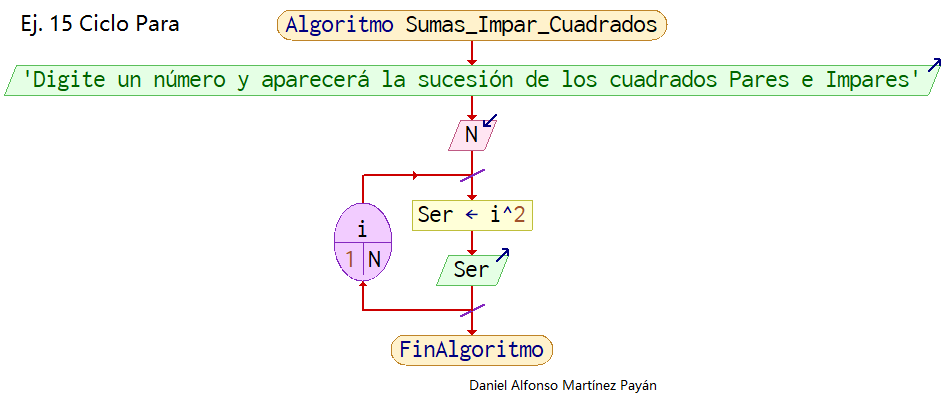 Ej. 15 Ciclo Para
Algoritmo Sumas_Impar_Cuadrados
'Digite un número y aparecerá la sucesión de los cuadrados Pares e Impares'
N
Ser ← i^2
i
1 N
Ser
FinAlgoritmo
Daniel Alfonso Martínez Payán